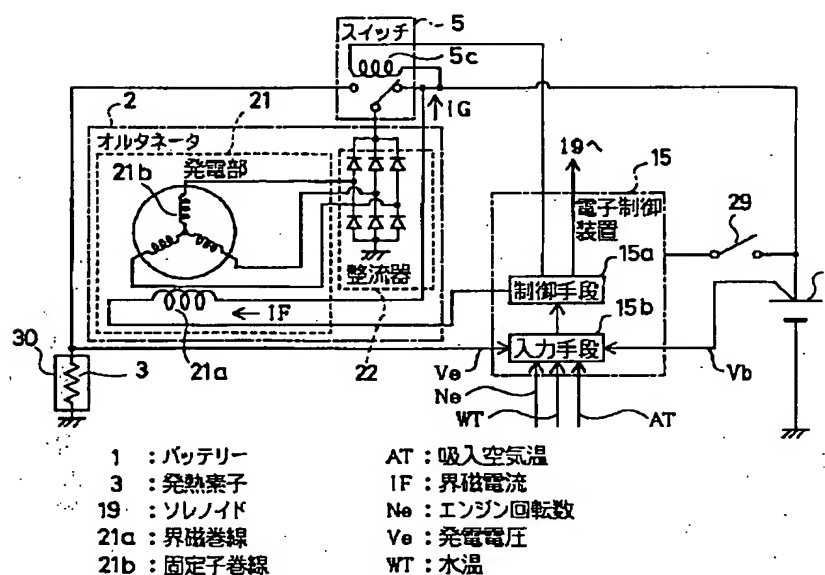 5
スイッチ
5c
IG
2
21
オルタネータ
発電部
21b
19へ
15
電子制御
装置
29
15a
制御手段
整流器
15b
IF
入力手段
30
3
21a
22
Ve
Ne
WT
AT
Vb
1 : バッテリー
3 : 発熱素子
19 : ソレノイド
21a : 界磁巻線
21b : 固定子巻線
AT : 吸入空気温
IF : 界磁電流
Ne : エンジン回転数
Ve : 発電電圧
WT : 水温